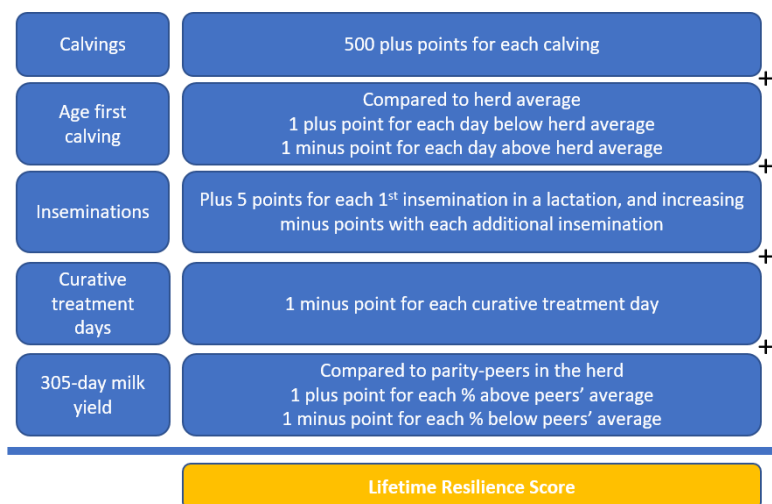 Calvings
500 plus points for each calving
+
Age first
calving
Compared to herd average
1 plus point for each day below herd average
1 minus point for each day above herd average
+
Inseminations
Plus 5 points for each 1st insemination in a lactation, and increasing
minus points with each additional insemination
+
Curative
treatment
days
1 minus point for each curative treatment day
+
305-day milk
yield
Compared to parity-peers in the herd
1 plus point for each % above peers’ average
1 minus point for each % below peers’ average
Lifetime Resilience Score